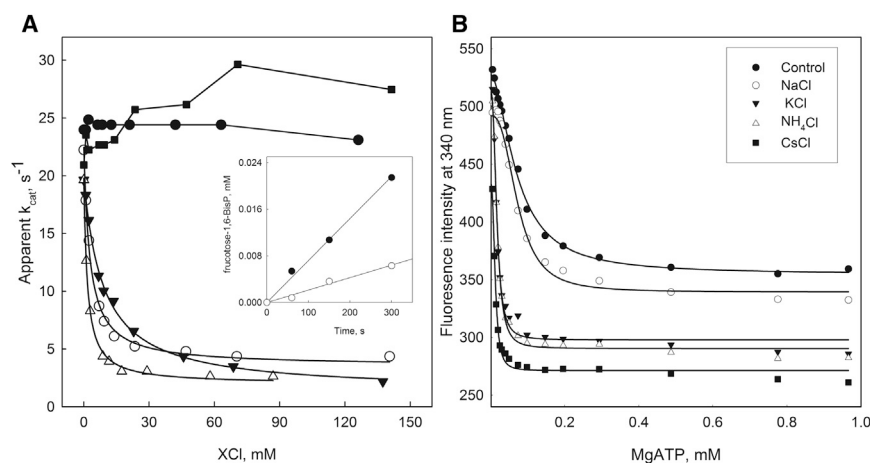 A
Apparent kcat, s-1
35
30
25
20
15
10
5
0
0
30
60
90
120
150
XCl, mM
frucotose-1,6-BisP, mM
0.024
0.016
0.008
0.000
0
100
200
300
Time, s
B
Fluoresence intensity at 340 nm
550
500
450
400
350
300
250
0.2
0.4
0.6
0.8
1.0
MgATP, mM
Control
NaCl
KCl
NH4Cl
CsCl